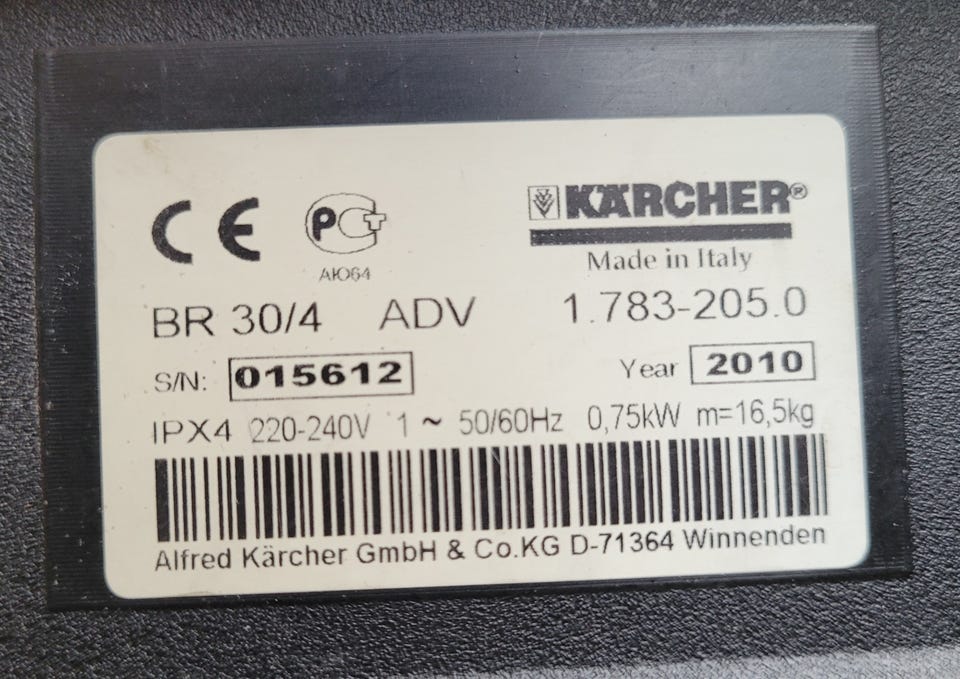 CE PCT KÄRCHER®
АЮ64 Made in Italy
BR 30/4 ADV 1.783-205.0
S/N: 015612 Year 2010
IPX4 220-240V 1 ~ 50/60Hz 0,75kW m=16,5kg
Alfred Kärcher GmbH & Co.KG D-71364 Winnenden